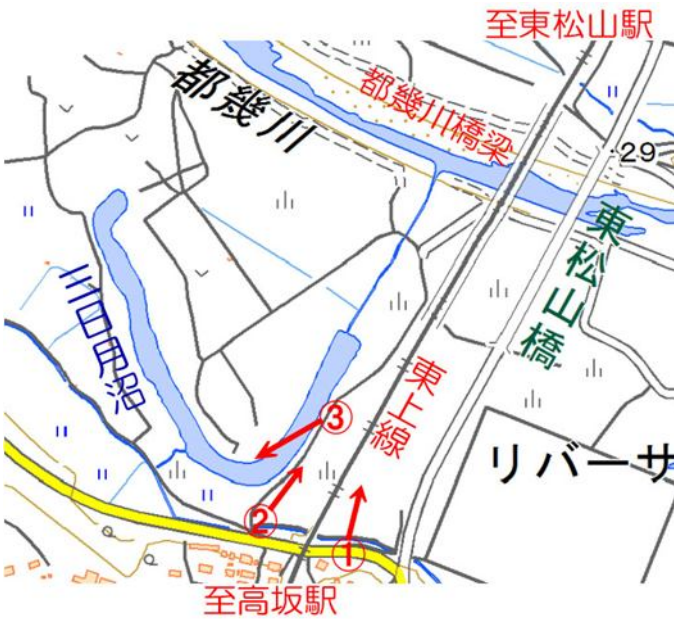 至東松山駅
都幾川
都幾川橋梁
29
東松山橋
三日月沼
③
東上線
リバーサ
②
①
至高坂駅